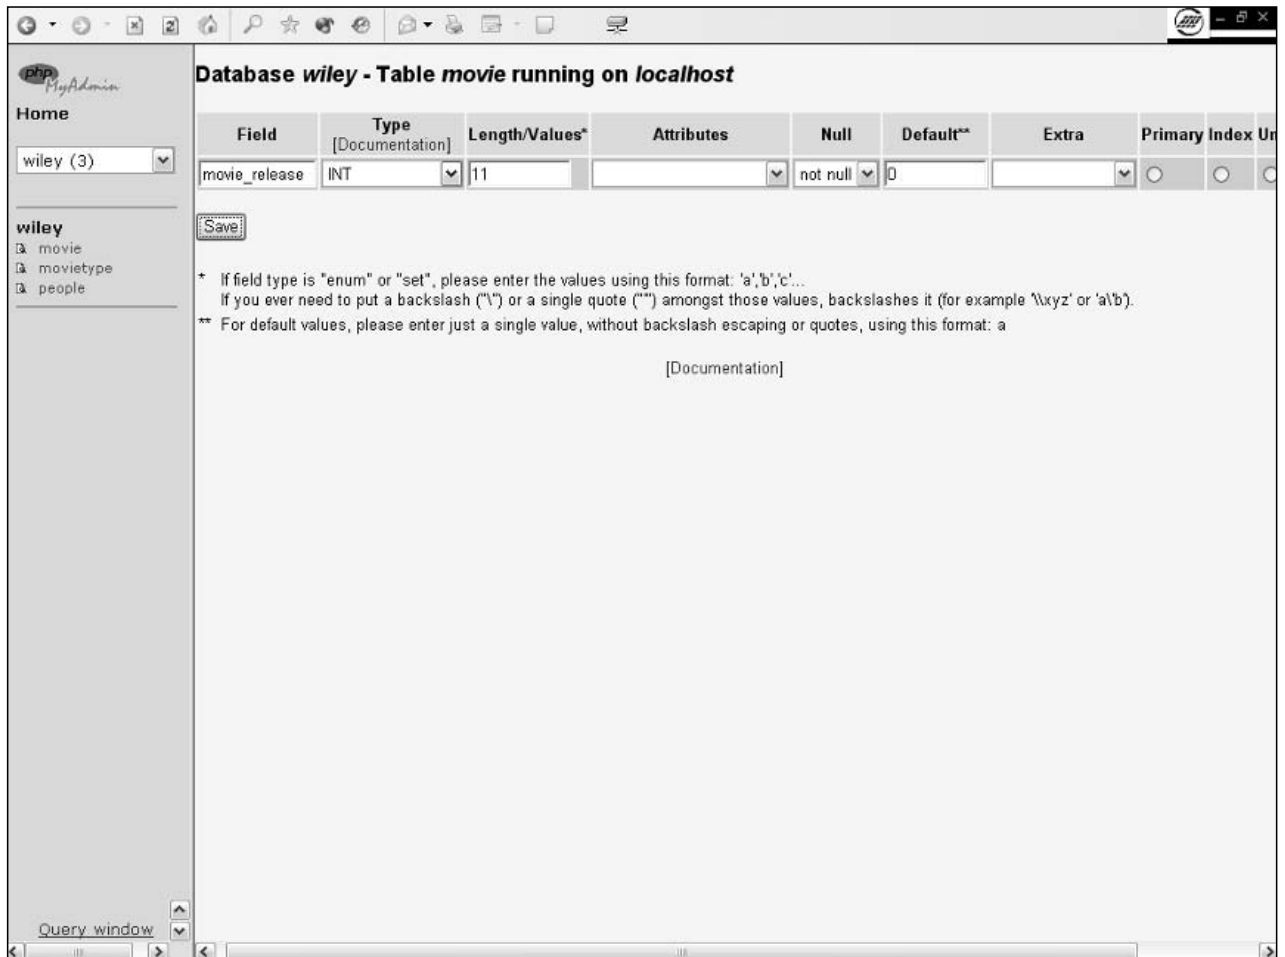 php
MyAdmin
Home
wiley (3)
wiley
movie
movietype
people
Query window
Database wiley - Table movie running on localhost
Field Type [Documentation] Length/Values* Attributes Null Default** Extra Primary Index Un
movie_release INT 11 not null 0
Save
* If field type is "enum" or "set", please enter the values using this format: 'a','b','c'...
If you ever need to put a backslash ("\") or a single quote ("'") amongst those values, backslashes it (for example '\\xyz' or 'a\'b').
** For default values, please enter just a single value, without backslash escaping or quotes, using this format: a
[Documentation]